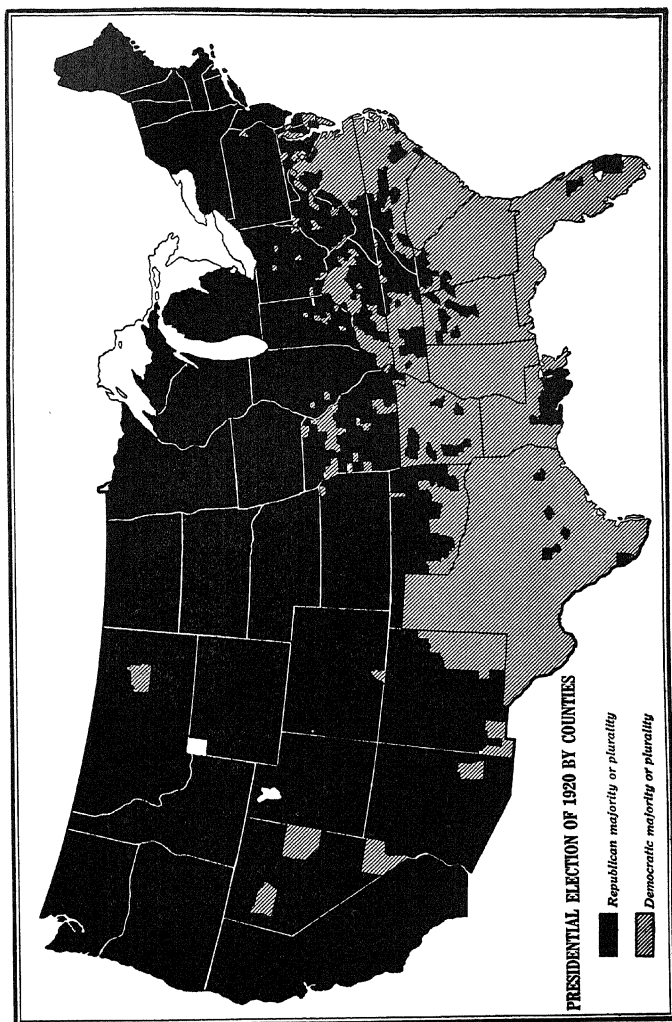 PRESIDENTIAL ELECTION OF 1920 BY COUNTIES
Republican majority or plurality
Democratic majority or plurality